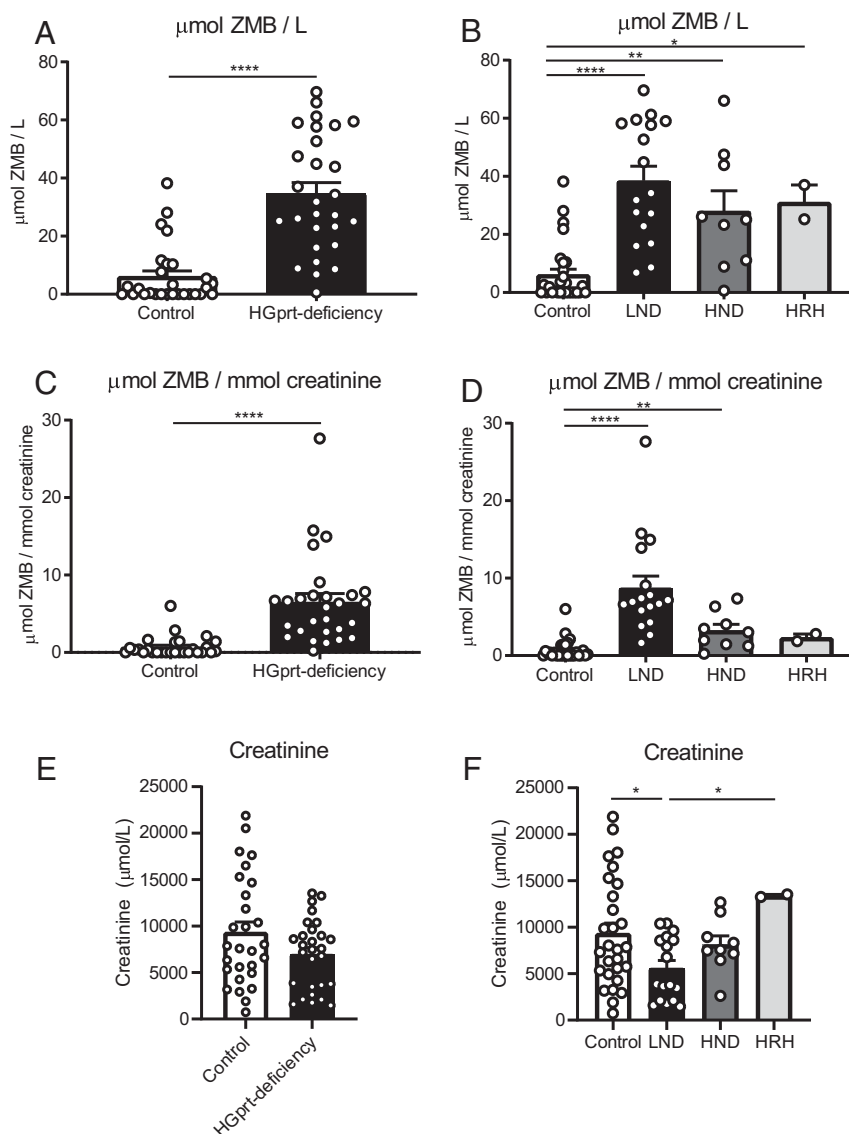 A
μmol ZMB / L
μmol ZMB / L
80
60
40
20
0
****
Control
HGprt-deficiency
B
μmol ZMB / L
μmol ZMB / L
80
60
40
20
0
*
**
****
Control
LND
HND
HRH
C
μmol ZMB / mmol creatinine
μmol ZMB / mmol creatinine
30
20
10
0
****
Control
HGprt-deficiency
D
μmol ZMB / mmol creatinine
μmol ZMB / mmol creatinine
30
20
10
0
**
****
Control
LND
HND
HRH
E
Creatinine
Creatinine (μmol/L)
25000
20000
15000
10000
5000
0
Control
HGprt-deficiency
F
Creatinine
Creatinine (μmol/L)
25000
20000
15000
10000
5000
0
*
*
Control
LND
HND
HRH